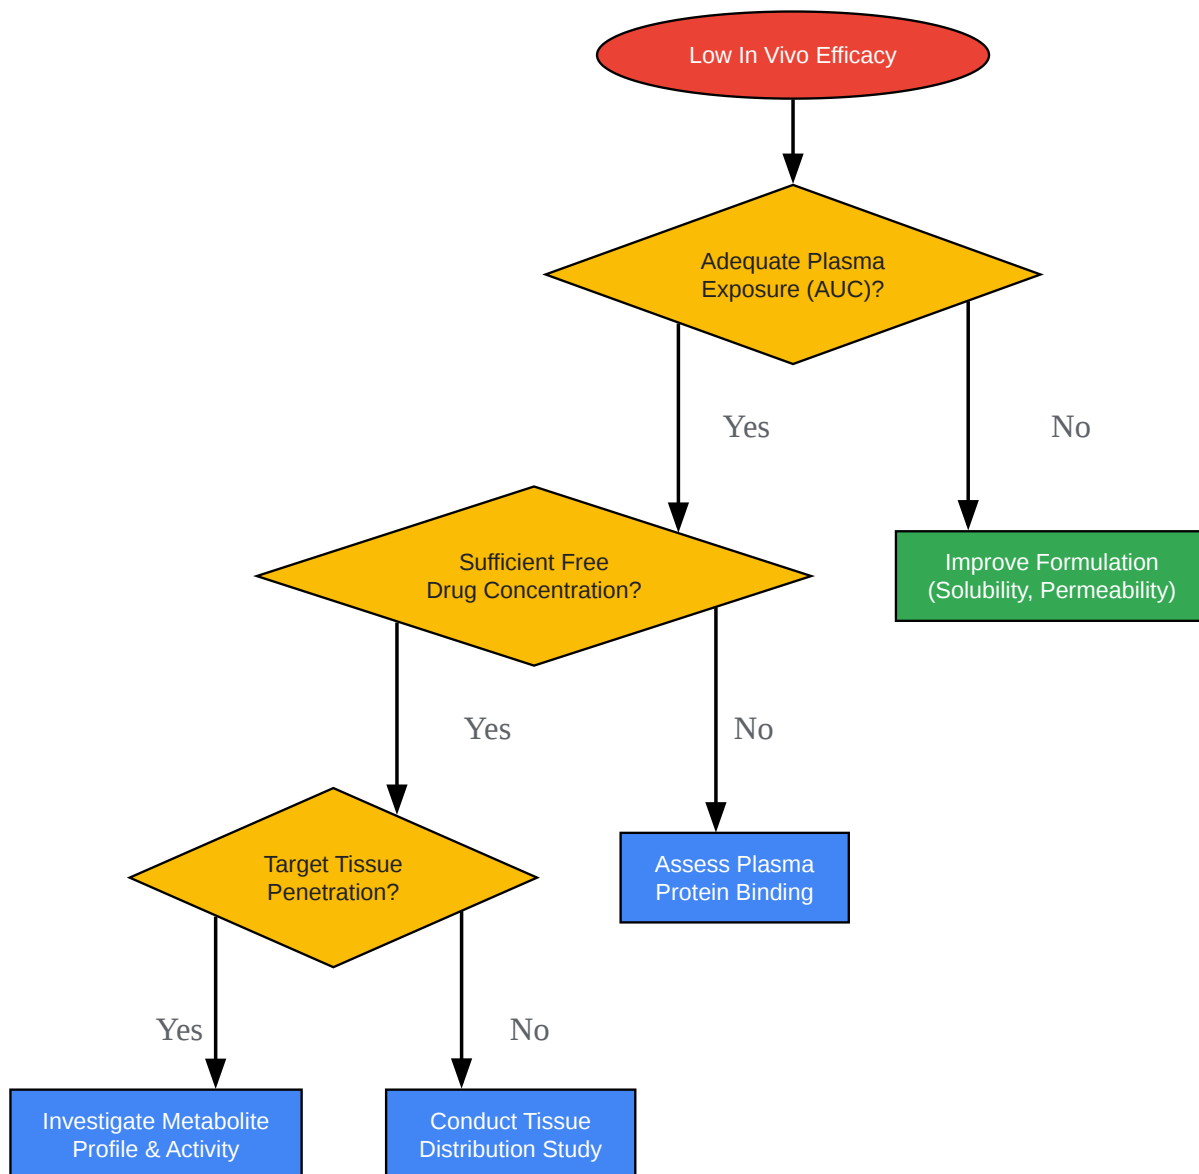 Low In Vivo Efficacy
Adequate Plasma
Exposure (AUC)?
Yes
No
Sufficient Free
Drug Concentration?
Improve Formulation
(Solubility, Permeability)
Yes
No
Target Tissue
Penetration?
Assess Plasma
Protein Binding
Yes
No
Investigate Metabolite
Profile & Activity
Conduct Tissue
Distribution Study